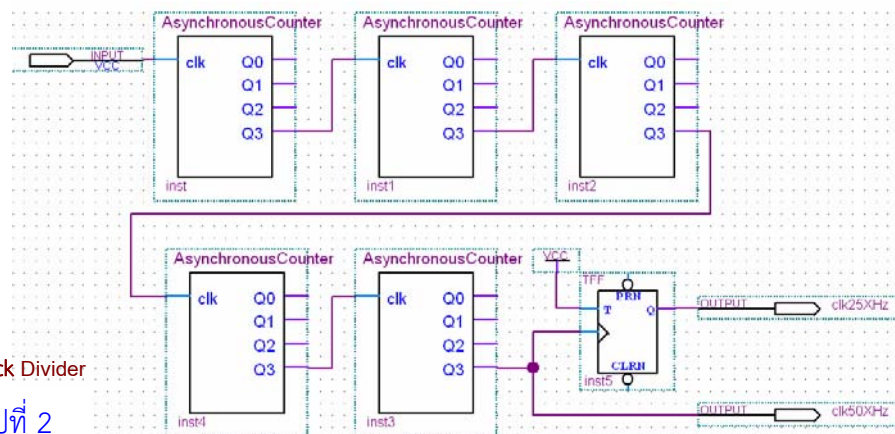 AsynchronousCounter AsynchronousCounter AsynchronousCounter
INPUT
VCC
clk Q0 clk Q0 clk Q0
Q1 Q1 Q1
Q2 Q2 Q2
Q3 Q3 Q3
inst inst1 inst2
AsynchronousCounter AsynchronousCounter VCC
TFF
clk Q0 clk Q0 PRN
T Q OUTPUT clk25XHz
Q1 Q1
Q2 Q2
Q3 Q3 CLRN
inst5
ck Divider
OUTPUT clk50XHz
inst4 inst3
ปที่ 2